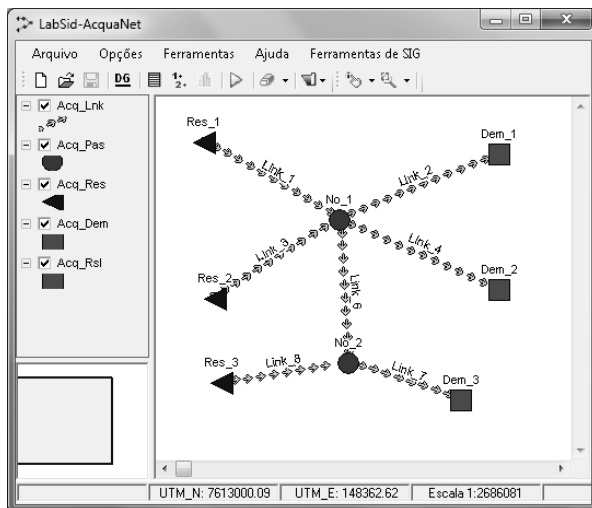 LabSid-AcquaNet
Arquivo Opções Ferramentas Ajuda Ferramentas de SIG
DG 1+ 2.
Acq_Lnk
Acq_Pas
Acq_Res
Acq_Dem
Acq_Rsl
Res_1
Dem_1
Link_1
Link_2
No_1
Link_3
Link_4
Res_2
Dem_2
Link_6
No_2
Res_3
Link_8
Link_7
Dem_3
UTM_N: 7613000.09 UTM_E: 148362.62 Escala 1:2686081